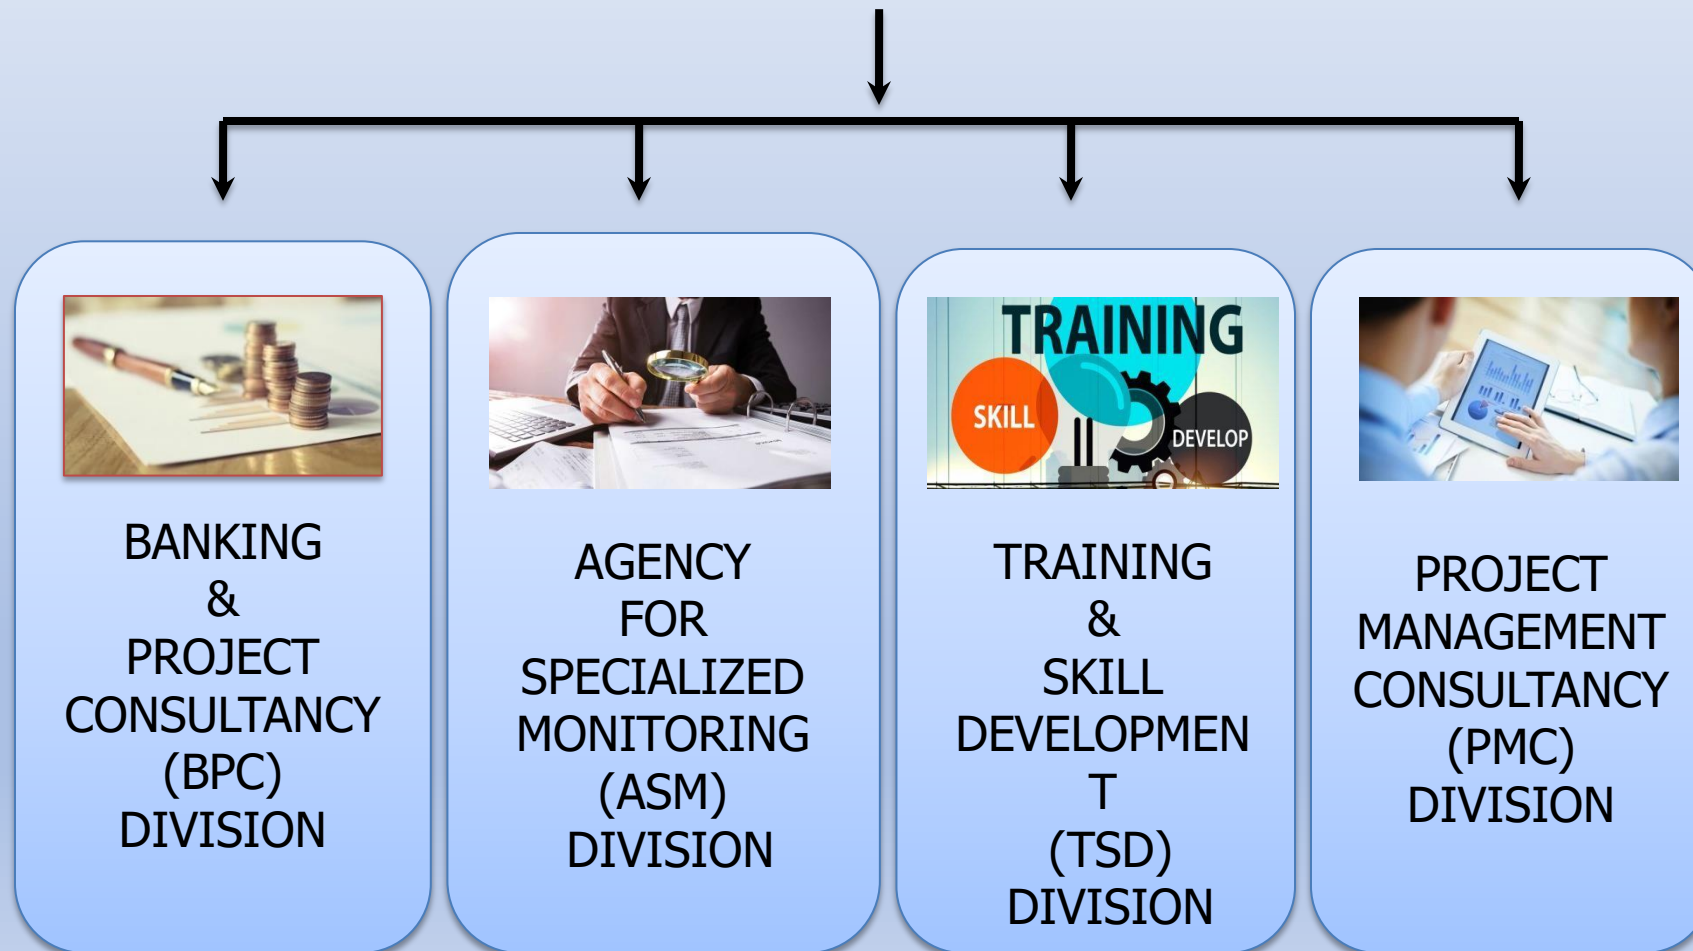 BANKING
&
PROJECT
CONSULTANCY
(BPC)
DIVISION
AGENCY
FOR
SPECIALIZED
MONITORING
(ASM)
DIVISION
TRAINING
SKILL
DEVELOP
TRAINING
&
SKILL
DEVELOPMEN
T
(TSD)
DIVISION
PROJECT
MANAGEMENT
CONSULTANCY
(PMC)
DIVISION